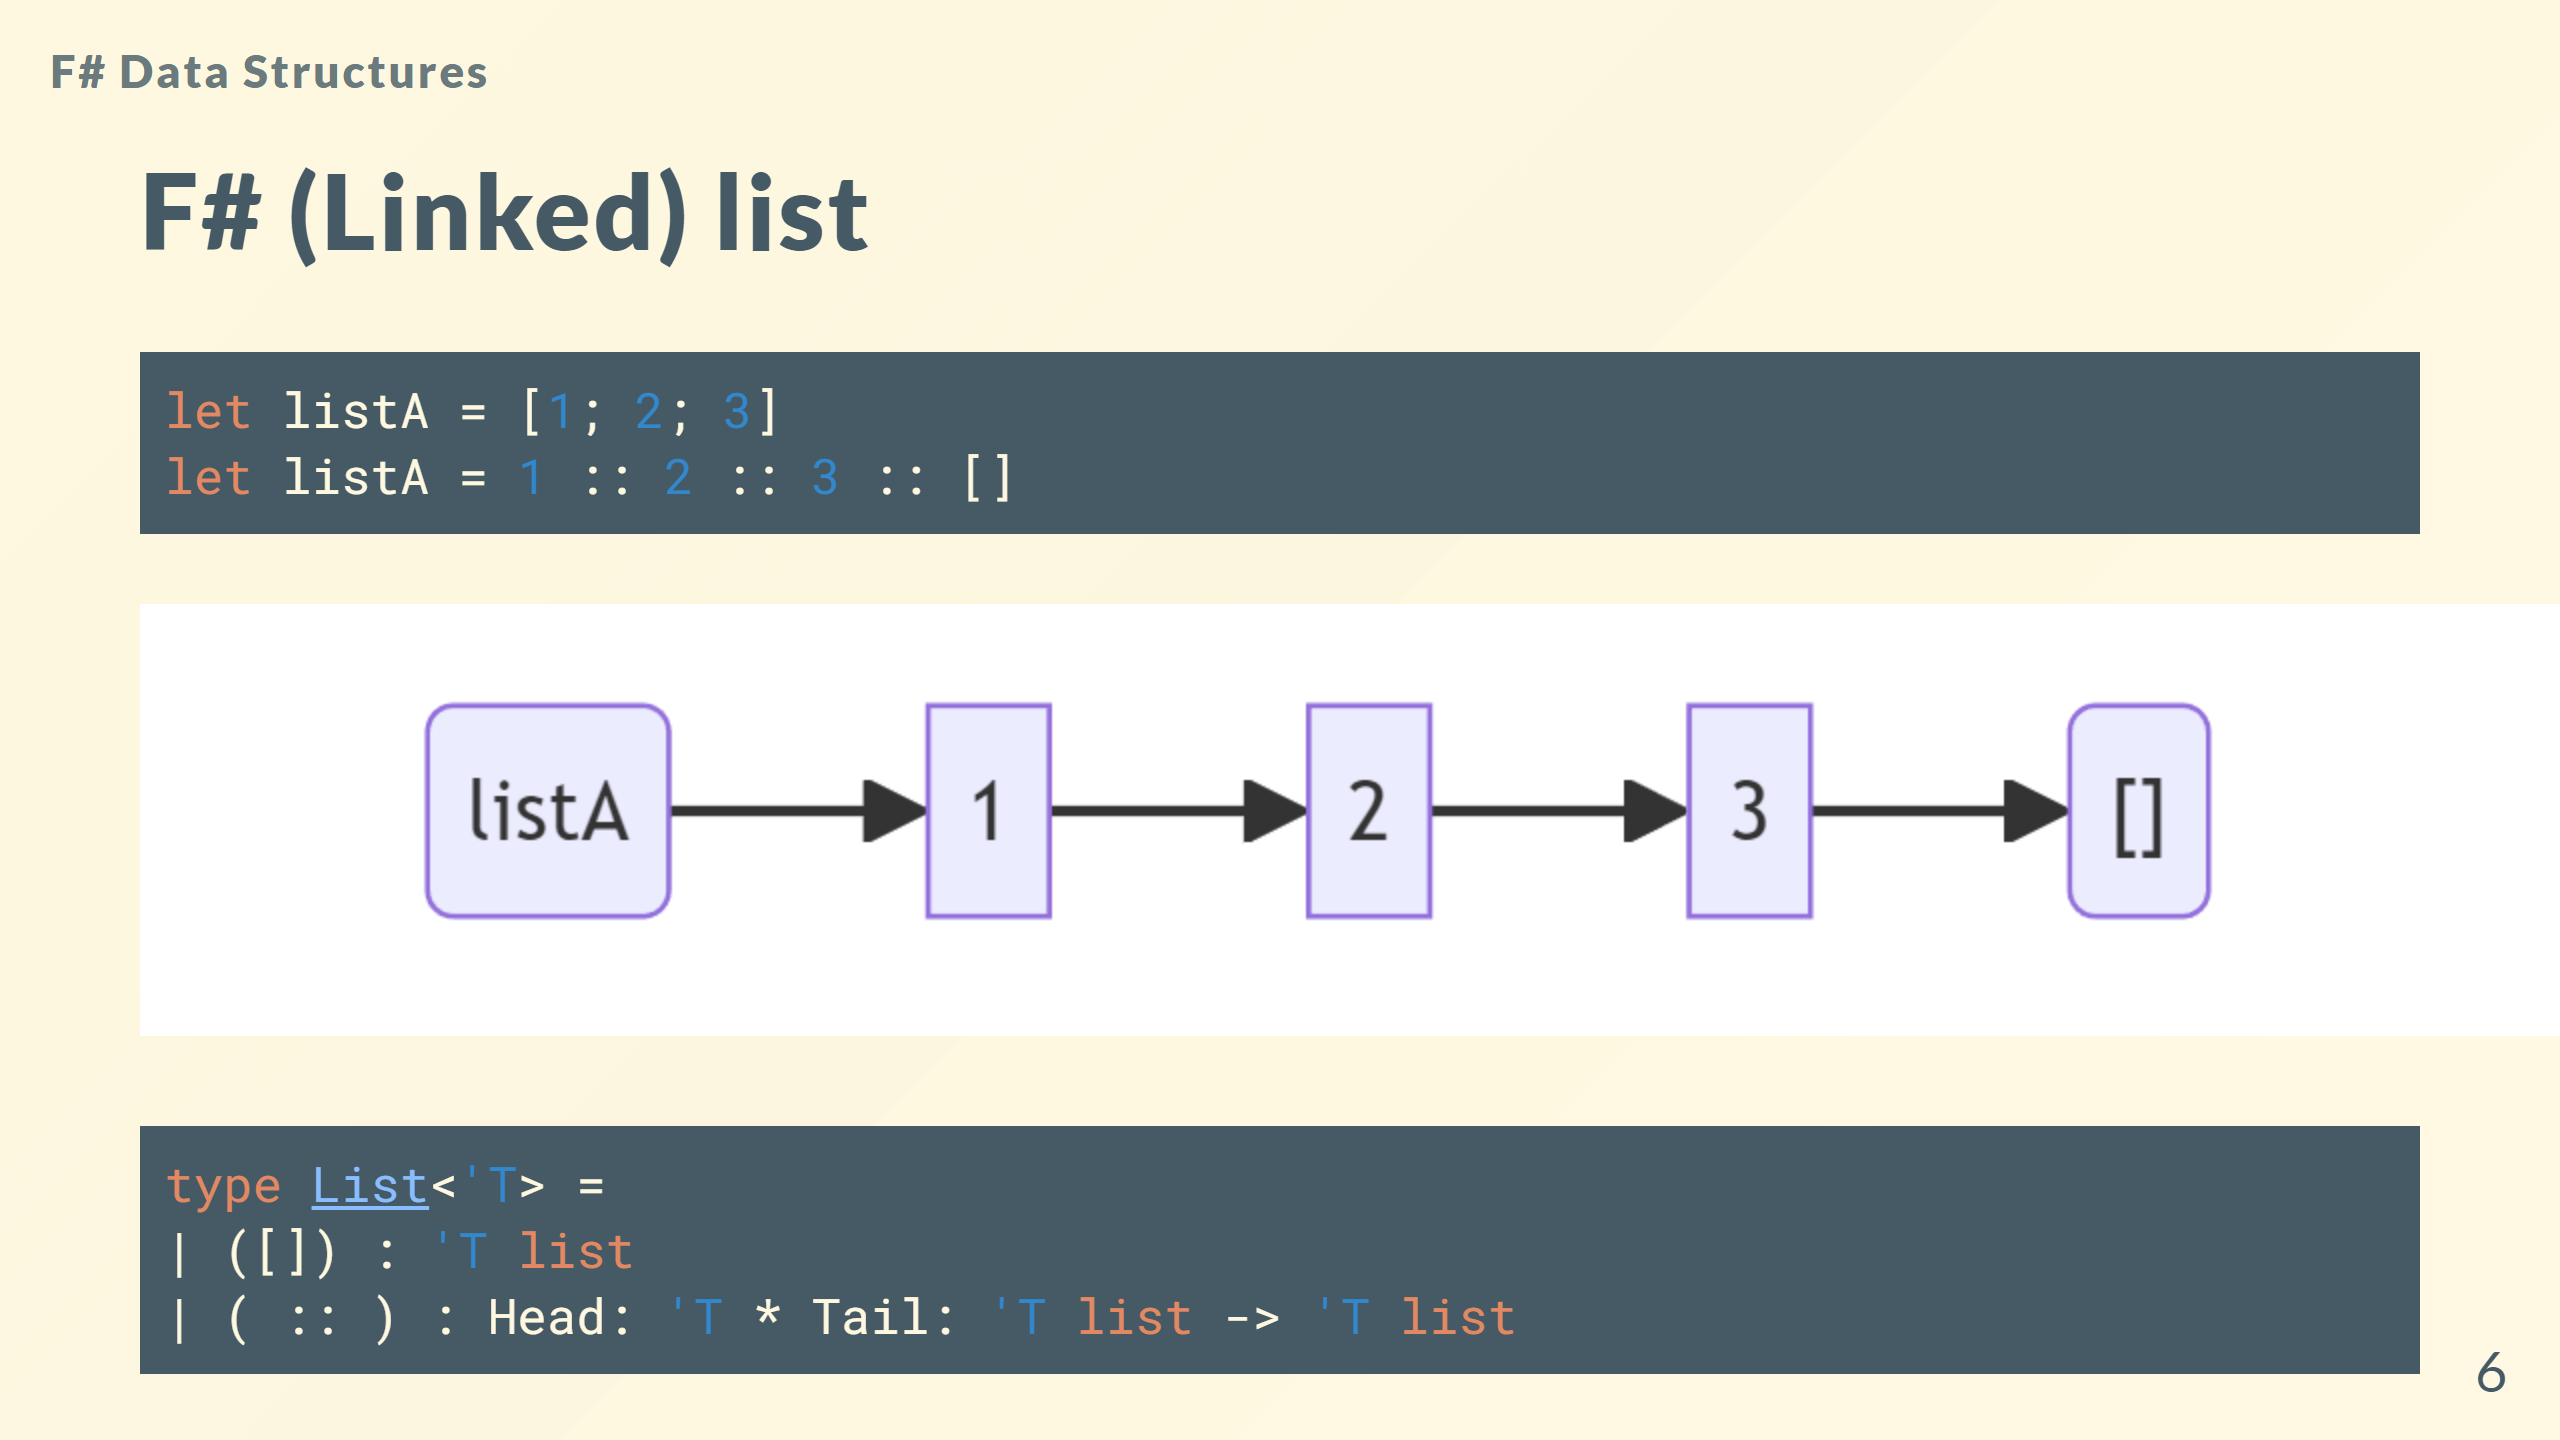 F# Data Structures
F# (Linked) list
let listA = [1; 2; 3]
let listA = 1 :: 2 :: 3 :: []
listA 1 2 3 []
type List<'T> =
| ([]) : 'T list
| ( :: ) : Head: 'T * Tail: 'T list -> 'T list
6